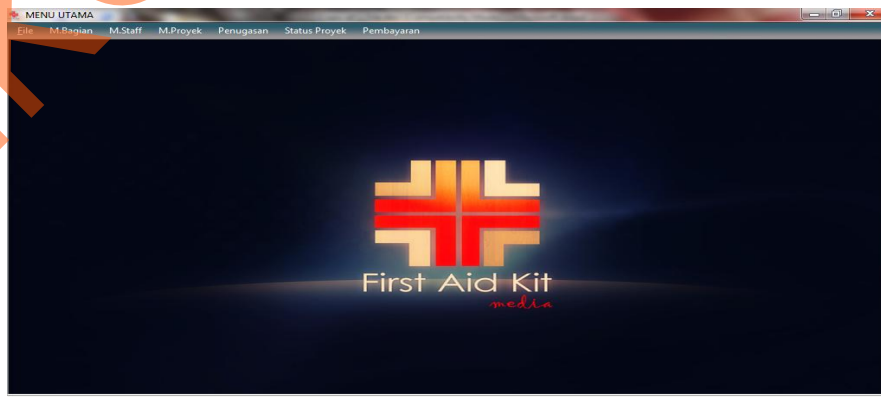 MENU UTAMA
File M.Bagian M.Staff M.Proyek Penugasan Status Proyek Pembayaran
First Aid Kit
media